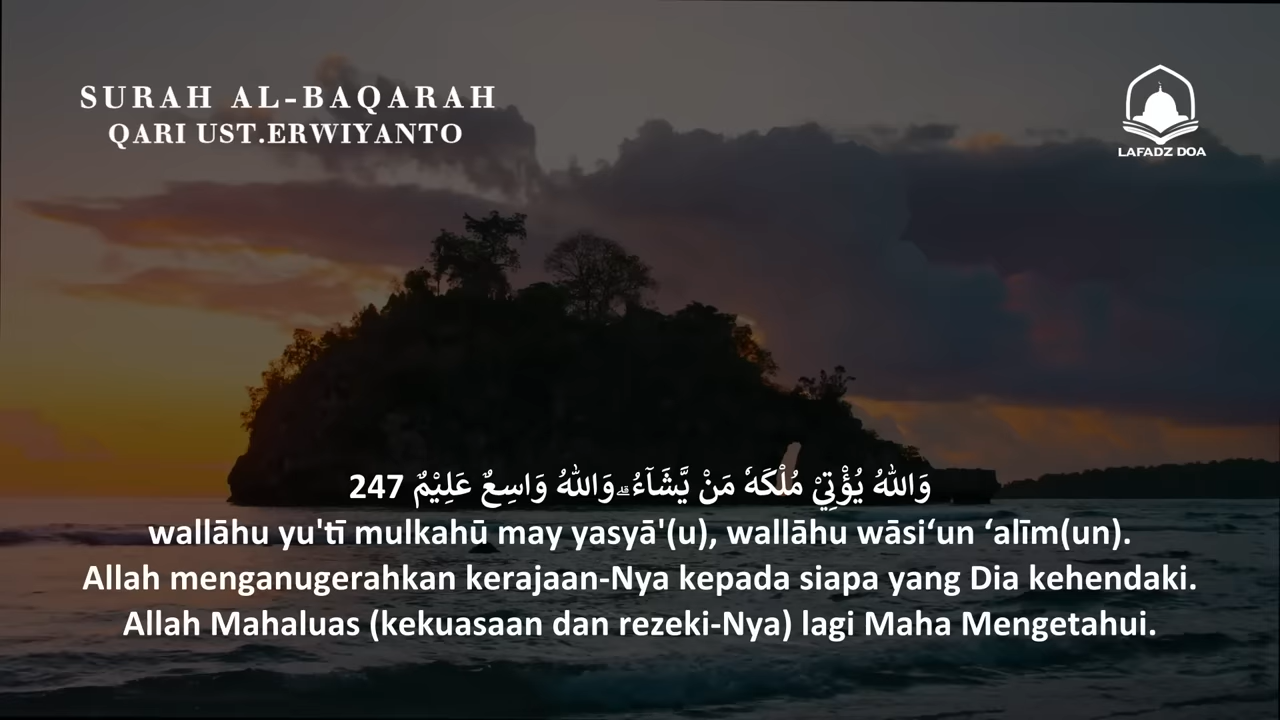 SURAH AL-BAQARAH
QARI UST.ERWIYANTO
LAFADZ DOA
وَاللّٰهُ يُؤْتِيْ مُلْكَهٗ مَنْ يَّشَاۤءُ ۗوَاللّٰهُ وَاسِعٌ عَلِيْمٌ 247
wallāhu yu'tī mulkahū may yasyā'(u), wallāhu wāsi‘un ‘alīm(un).
Allah menganugerahkan kerajaan-Nya kepada siapa yang Dia kehendaki.
Allah Mahaluas (kekuasaan dan rezeki-Nya) lagi Maha Mengetahui.